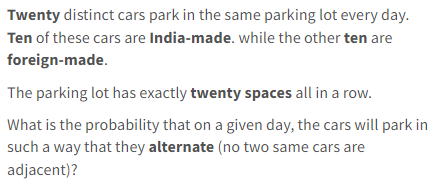 Twenty distinct cars park in the same parking lot every day.
Ten of these cars are India-made. while the other ten are
foreign-made.
The parking lot has exactly twenty spaces all in a row.
What is the probability that on a given day, the cars will park in
such a way that they alternate (no two same cars are
adjacent)?